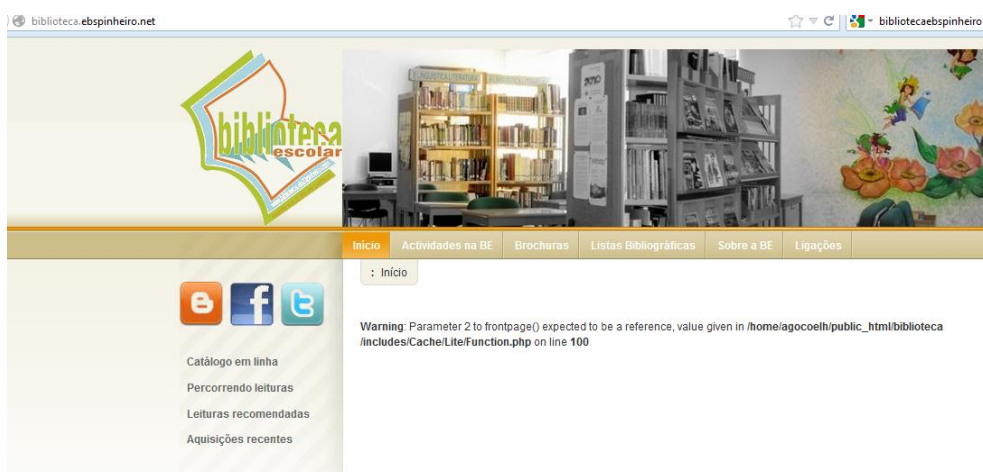 biblioteca.ebspinheiro.net
bibliotecaebspinheiro
biblioteca
escolar
LINGUÍSTICA LITERATURA
Início Actividades na BE Brochuras Listas Bibliográficas Sobre a BE Ligações
: Início
Warning: Parameter 2 to frontpage() expected to be a reference, value given in /home/agocoelh/public_html/biblioteca
/includes/Cache/Lite/Function.php on line 100
Catálogo em linha
Percorrendo leituras
Leituras recomendadas
Aquisições recentes